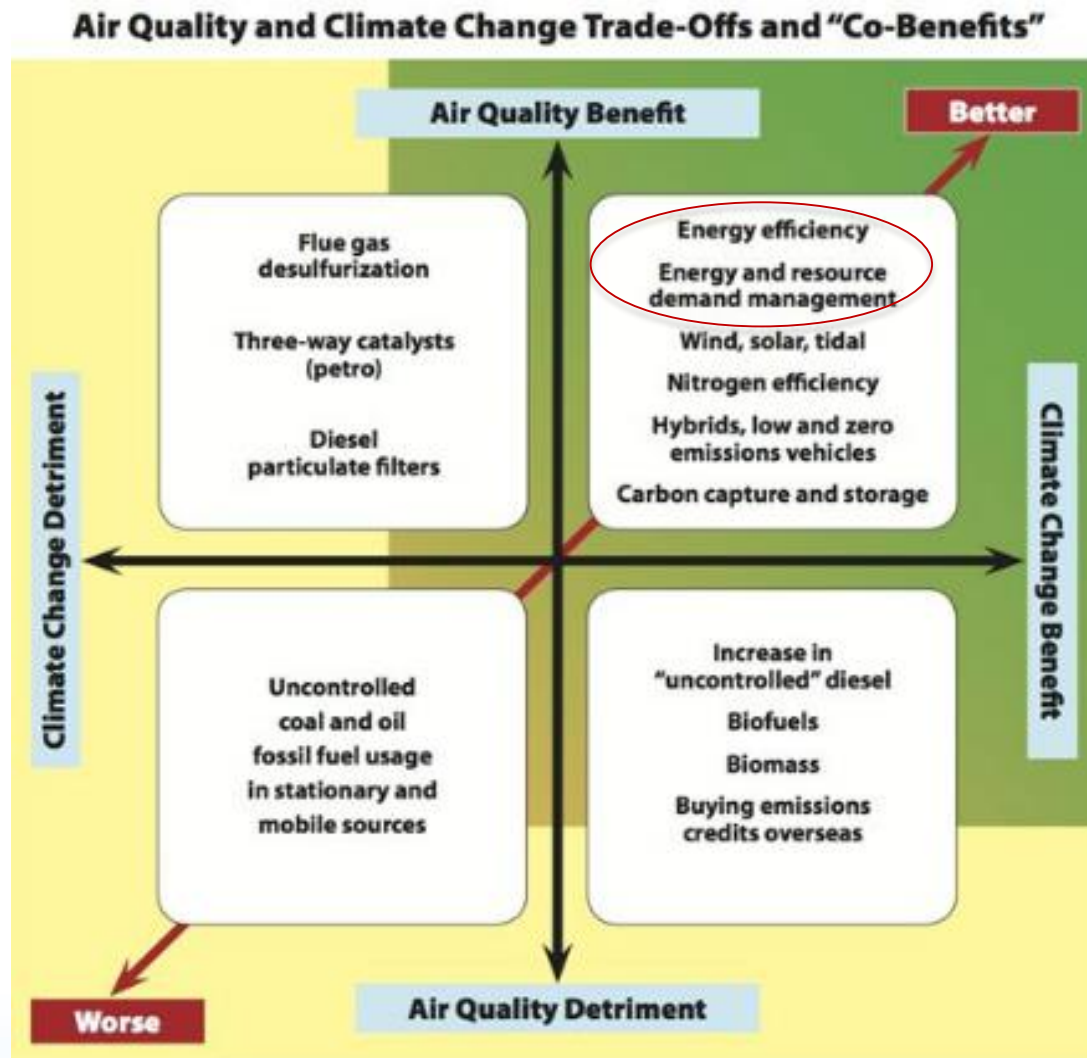 Air Quality and Climate Change Trade-Offs and “Co-Benefits”
Air Quality Benefit
Better
Flue gas
desulfurization
Three-way catalysts
(petro)
Diesel
particulate filters
Energy efficiency
Energy and resource
demand management
Wind, solar, tidal
Nitrogen efficiency
Hybrids, low and zero
emissions vehicles
Carbon capture and storage
Climate Change Detriment
Climate Change Benefit
Uncontrolled
coal and oil
fossil fuel usage
in stationary and
mobile sources
Increase in
“uncontrolled” diesel
Biofuels
Biomass
Buying emissions
credits overseas
Worse
Air Quality Detriment